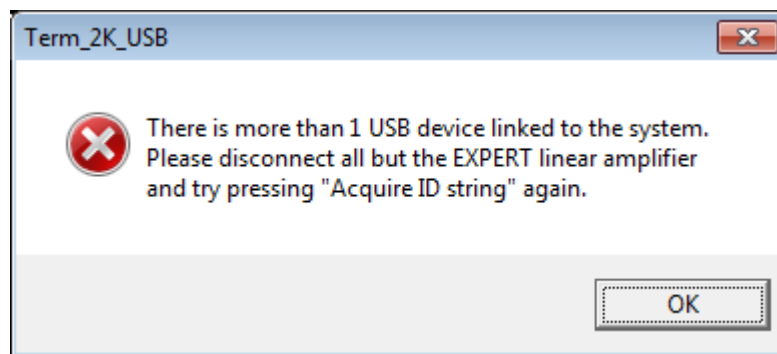 Term_2K_USB
There is more than 1 USB device linked to the system.
Please disconnect all but the EXPERT linear amplifier
and try pressing "Acquire ID string" again.
OK